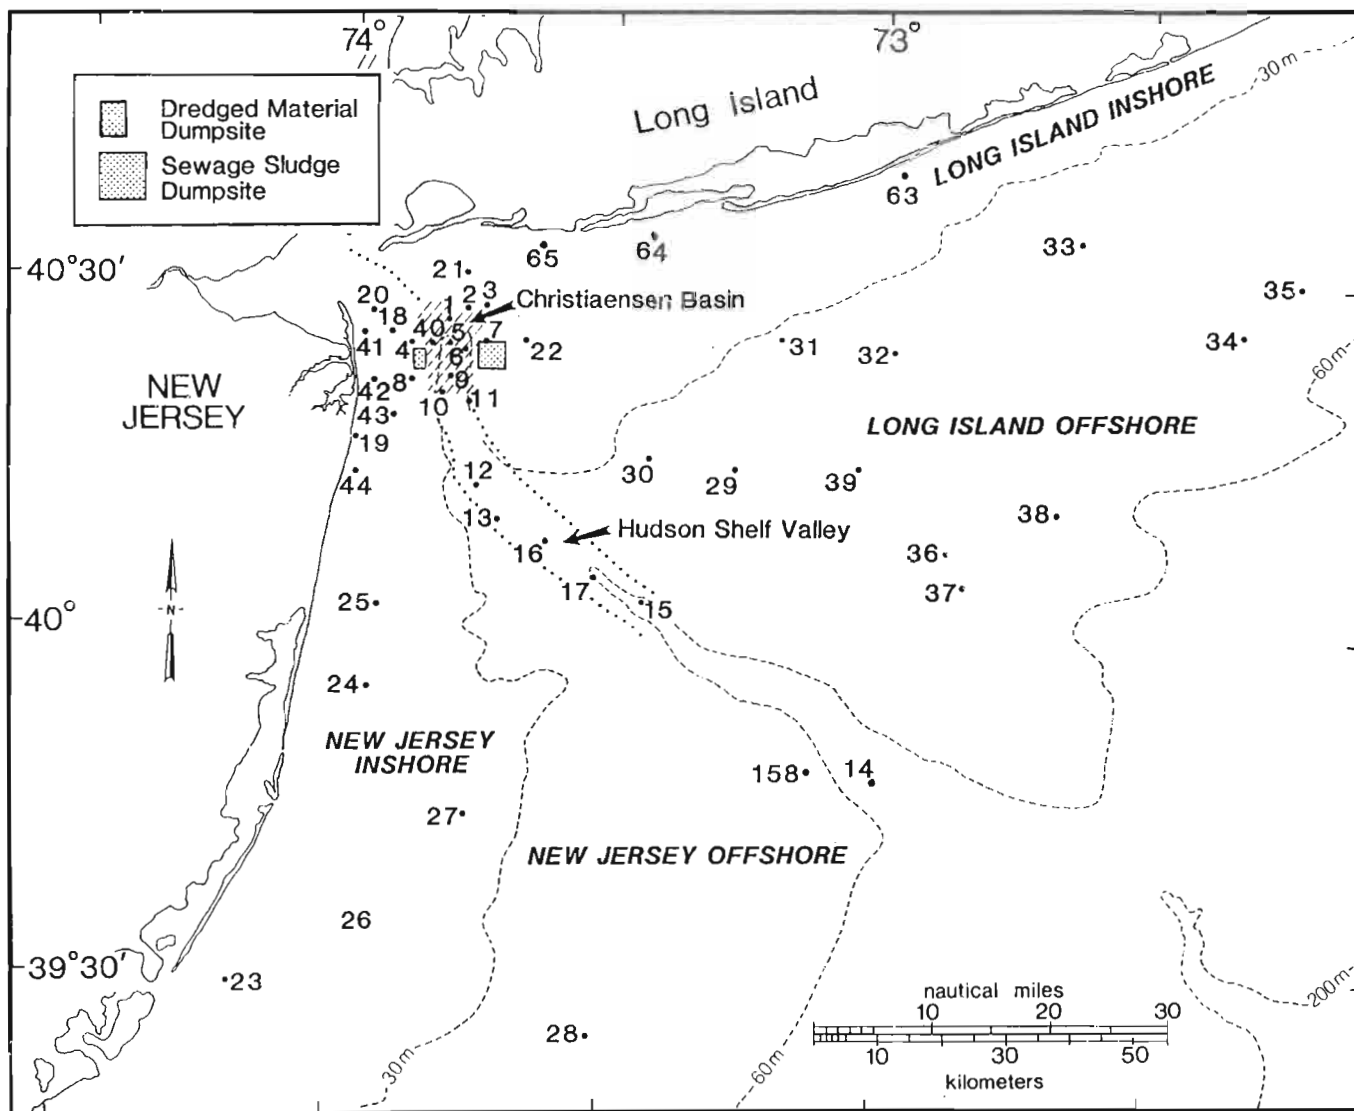 74°
73°
Dredged Material
Dumpsite
Sewage Sludge
Dumpsite
Long Island
LONG ISLAND INSHORE
30m
63
33
65
64
40°30'
21
35
20
1
2
3
Christiaensen Basin
18
41
4
40
5
7
22
31
32
34
6
60m
NEW
JERSEY
42
8
9
10
11
43
LONG ISLAND OFFSHORE
19
44
12
30
29
39
13
38
Hudson Shelf Valley
16
36
17
37
N
25
15
40°
24
NEW JERSEY
INSHORE
158
14
27
NEW JERSEY OFFSHORE
26
39°30'
23
nautical miles
10
20
30
200m
28
10
30
50
kilometers
30m
60m